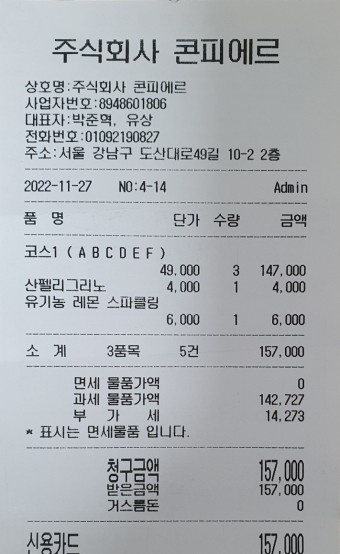 주식회사 콘피에르
상호명:주식회사 콘피에르
사업자번호:8948601806
대표자:박준혁, 유상
전화번호:01092190827
주소:서울 강남구 도산대로49길 10-2 2층
2022-11-27 NO:4-14 Admin
품 명 단가 수량 금액
코스1 ( A B C D E F )
49,000 3 147,000
산펠리그리노 4,000 1 4,000
유기농 레몬 스파클링
6,000 1 6,000
소 계 3품목 5건 157,000
면세 물품가액 0
과세 물품가액 142,727
부 가 세 14,273
* 표시는 면세물품 입니다.
청구금액 157,000
받은금액 157,000
거스름돈 0
신용카드 157,000